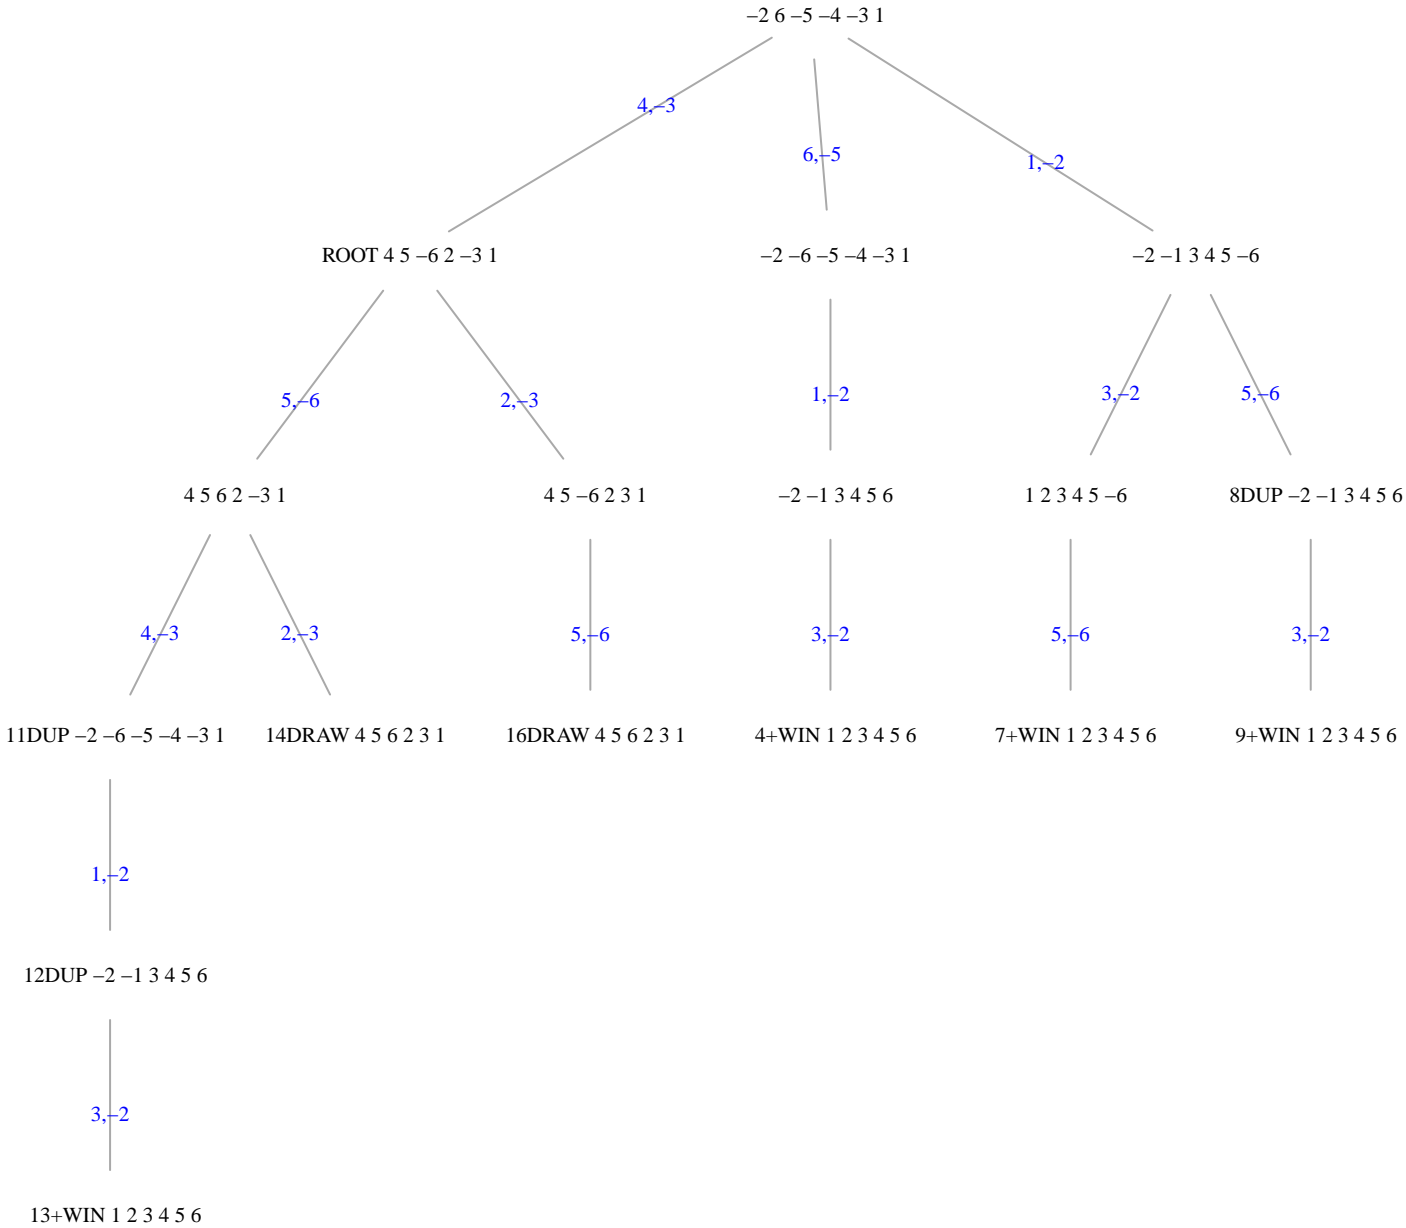 –2 6 –5 –4 –3 1
4,–3
6,–5
1,–2
ROOT 4 5 –6 2 –3 1
–2 –6 –5 –4 –3 1
–2 –1 3 4 5 –6
5,–6
2,–3
1,–2
3,–2
5,–6
4 5 6 2 –3 1
4 5 –6 2 3 1
–2 –1 3 4 5 6
1 2 3 4 5 –6
8DUP –2 –1 3 4 5 6
4,–3
2,–3
5,–6
3,–2
5,–6
3,–2
11DUP –2 –6 –5 –4 –3 1
14DRAW 4 5 6 2 3 1
16DRAW 4 5 6 2 3 1
4+WIN 1 2 3 4 5 6
7+WIN 1 2 3 4 5 6
9+WIN 1 2 3 4 5 6
1,–2
12DUP –2 –1 3 4 5 6
3,–2
13+WIN 1 2 3 4 5 6